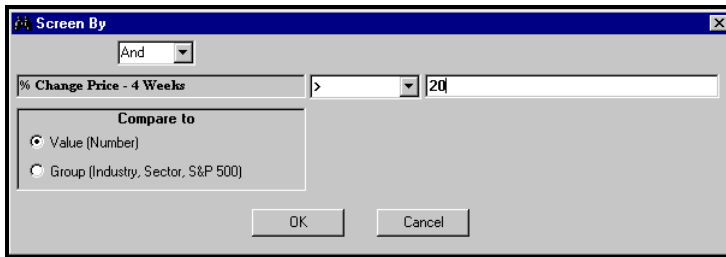 Screen By
And
% Change Price - 4 Weeks > 20
Compare to
Value (Number)
Group (Industry, Sector, S&P 500)
OK Cancel